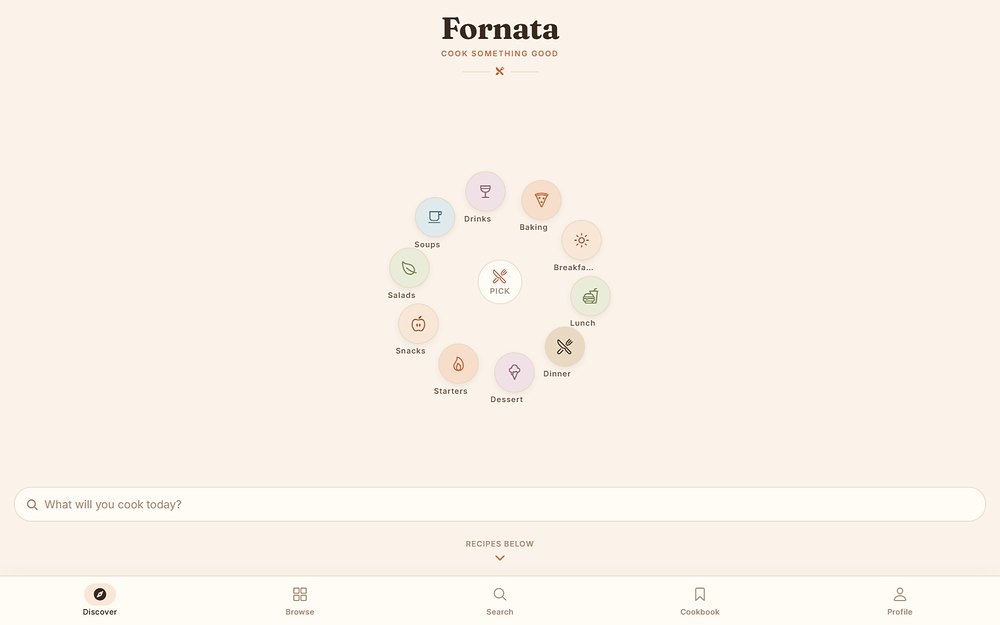 Fornata
COOK SOMETHING GOOD
Drinks
Baking
Soups
Breakfa...
Salads
PICK
Lunch
Snacks
Dinner
Starters
Dessert
What will you cook today?
RECIPES BELOW
Discover
Browse
Search
Cookbook
Profile